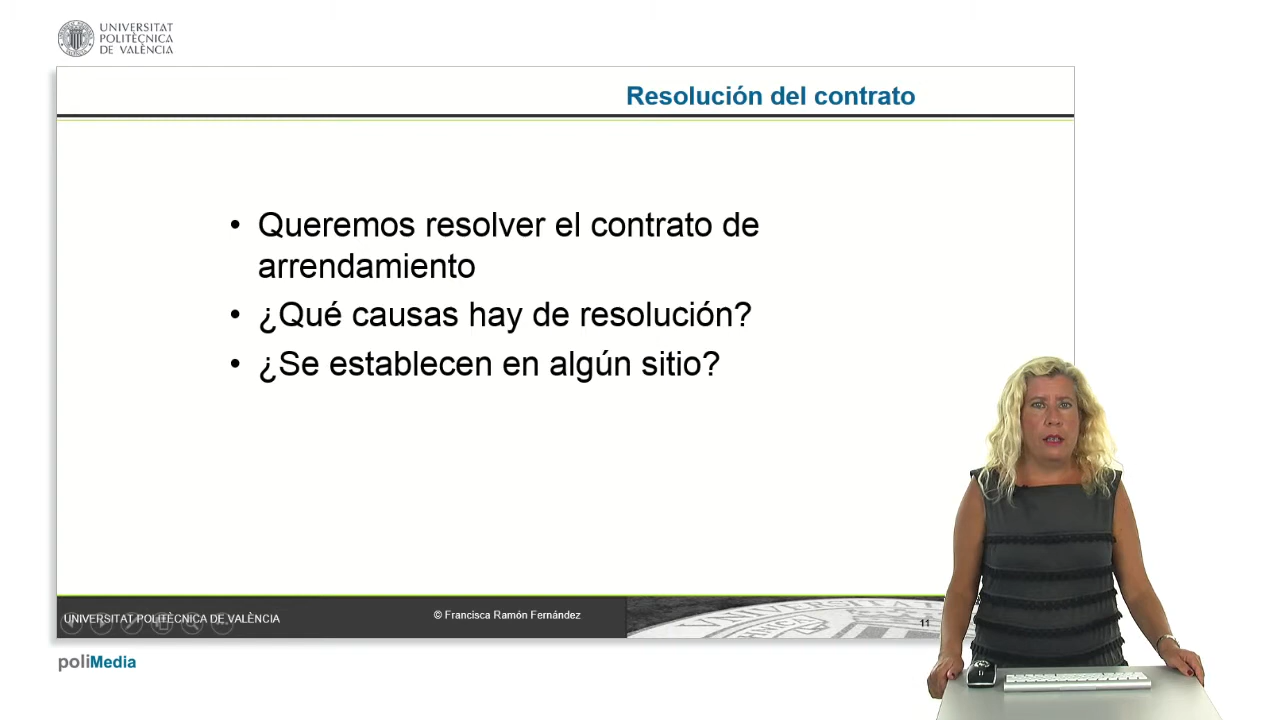 UNIVERSITAT
POLITÈCNICA
DE VALÈNCIA
Resolución del contrato
• Queremos resolver el contrato de
arrendamiento
• ¿Qué causas hay de resolución?
• ¿Se establecen en algún sitio?
UNIVERSITAT POLITÈCNICA DE VALÈNCIA
© Francisca Ramón Fernández
11
poliMedia